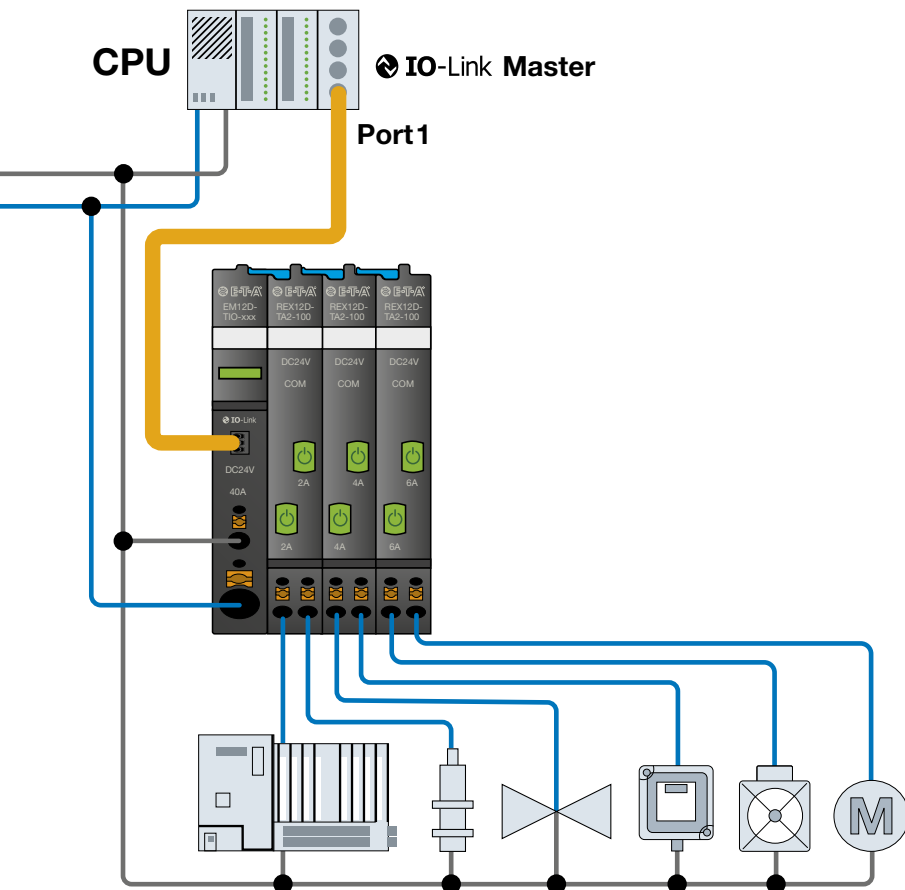 CPU
IO-Link Master
Port1
E-T-A E-T-A E-T-A E-T-A
EM12D- REX12D- REX12D- REX12D-
TIO-xxx TA2-100 TA2-100 TA2-100
DC24V DC24V DC24V
COM COM COM
IO-Link
DC24V
2A 4A 6A
40A
2A 4A 6A
M